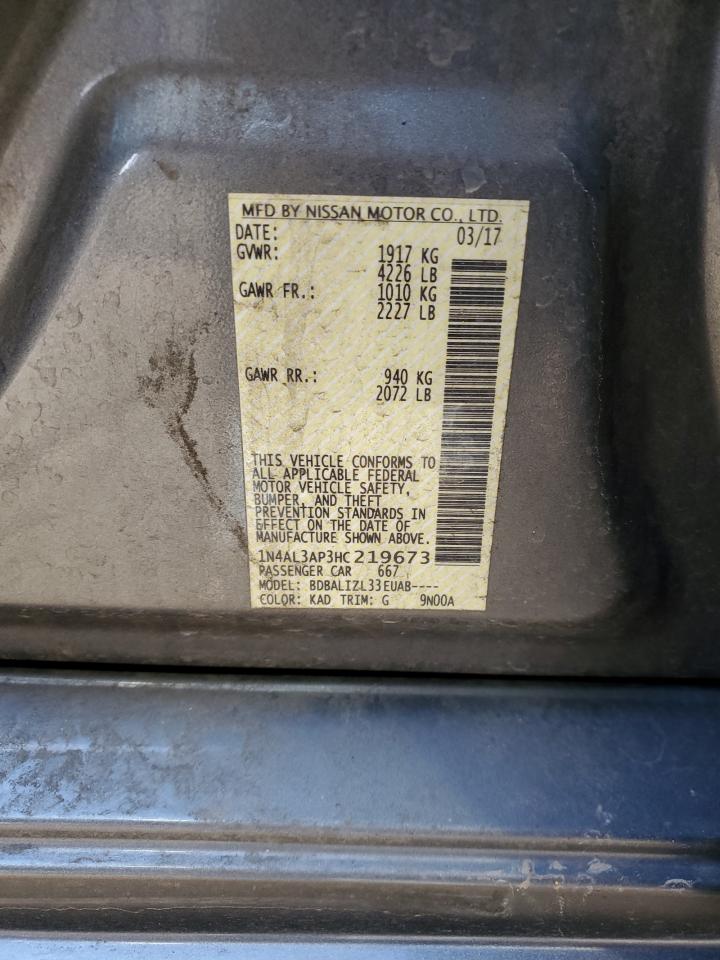 MFD BY NISSAN MOTOR CO., LTD.
DATE: 03/17
GVWR: 1917 KG
4226 LB
GAWR FR.: 1010 KG
2227 LB
GAWR RR.: 940 KG
2072 LB
THIS VEHICLE CONFORMS TO
ALL APPLICABLE FEDERAL
MOTOR VEHICLE SAFETY,
BUMPER, AND THEFT
PREVENTION STANDARDS IN
EFFECT ON THE DATE OF
MANUFACTURE SHOWN ABOVE.
1N4AL3AP3HC219673
PASSENGER CAR 667
MODEL: BDBALIZL33EUAB----
COLOR: KAD TRIM: G 9N00A